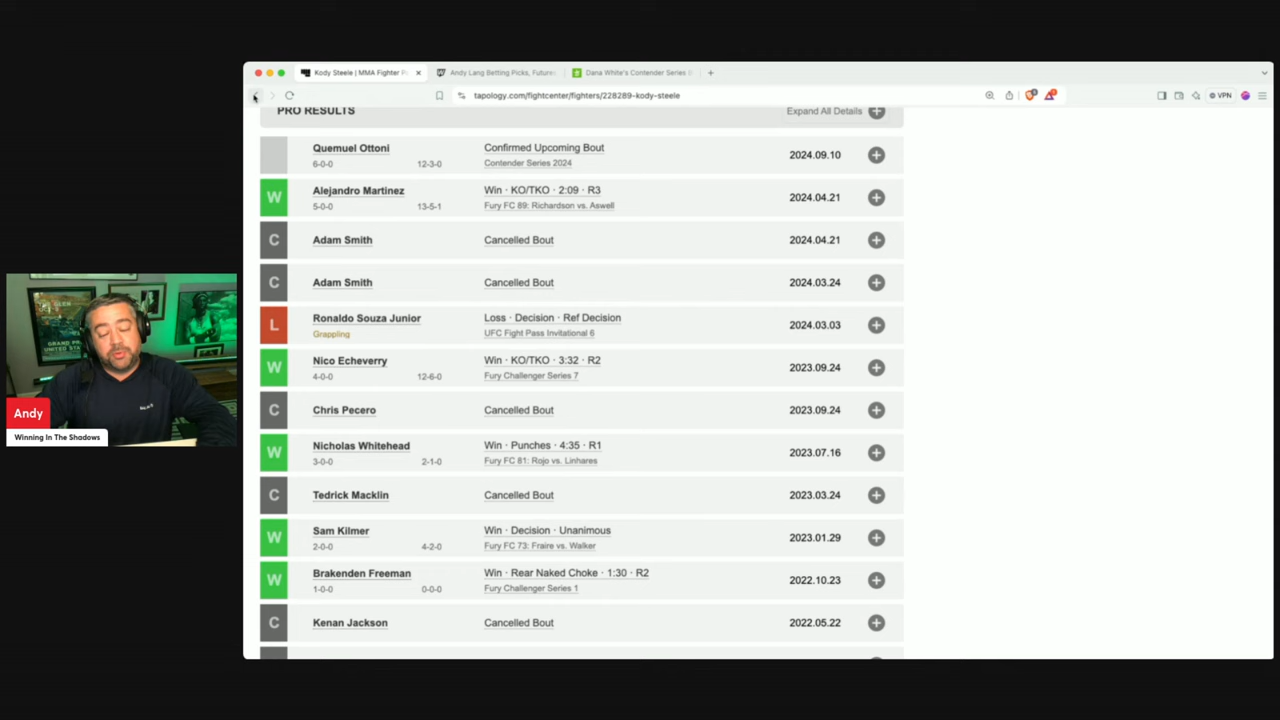 Kody Steele | MMA Fighter P
Andy Lang Betting Picks, Future
Dana White's Contender Series
tapology.com/fightcenter/fighters/228289-kody-steele
VPN
PRO RESULTS
Expand All Details
Quemuel Ottoni
Confirmed Upcoming Bout
2024.09.10
6-0-0
12-3-0
Contender Series 2024
W
Alejandro Martinez
Win · KO/TKO · 2:09 · R3
2024.04.21
5-0-0
13-5-1
Fury FC 89: Richardson vs. Aswell
C
Adam Smith
Cancelled Bout
2024.04.21
C
Adam Smith
Cancelled Bout
2024.03.24
L
Ronaldo Souza Junior
Loss · Decision · Ref Decision
2024.03.03
Grappling
UFC Fight Pass Invitational 6
W
Nico Echeverry
Win · KO/TKO · 3:32 · R2
2023.09.24
4-0-0
12-6-0
Fury Challenger Series 7
C
Chris Pecero
Cancelled Bout
2023.09.24
W
Nicholas Whitehead
Win · Punches · 4:35 · R1
2023.07.16
3-0-0
2-1-0
Fury FC 81: Rojo vs. Linhares
C
Tedrick Macklin
Cancelled Bout
2023.03.24
W
Sam Kilmer
Win · Decision · Unanimous
2023.01.29
2-0-0
4-2-0
Fury FC 73: Fraire vs. Walker
W
Brakenden Freeman
Win · Rear Naked Choke · 1:30 · R2
2022.10.23
1-0-0
0-0-0
Fury Challenger Series 1
C
Kenan Jackson
Cancelled Bout
2022.05.22
GRAND PRIX
UNITED STATES
Andy
Winning In The Shadows